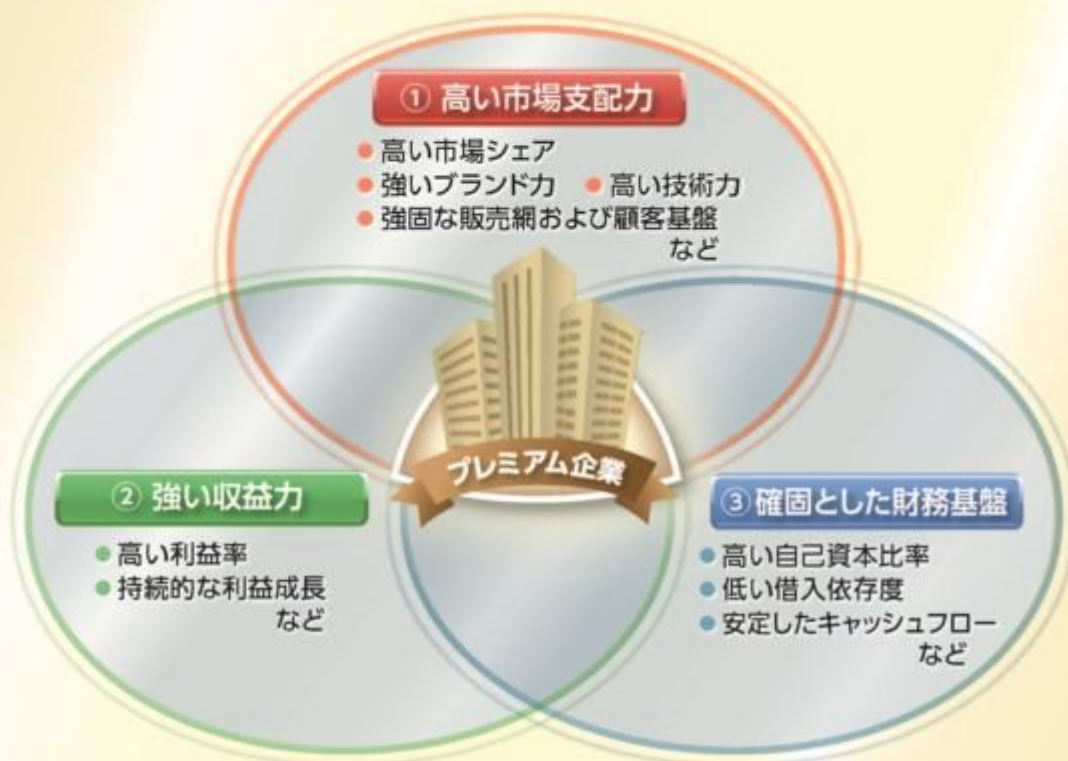 ① 高い市場支配力
● 高い市場シェア
● 強いブランド力 ● 高い技術力
● 強固な販売網および顧客基盤
など
プレミアム企業
② 強い収益力
● 高い利益率
● 持続的な利益成長
など
③ 確固とした財務基盤
● 高い自己資本比率
● 低い借入依存度
● 安定したキャッシュフロー
など